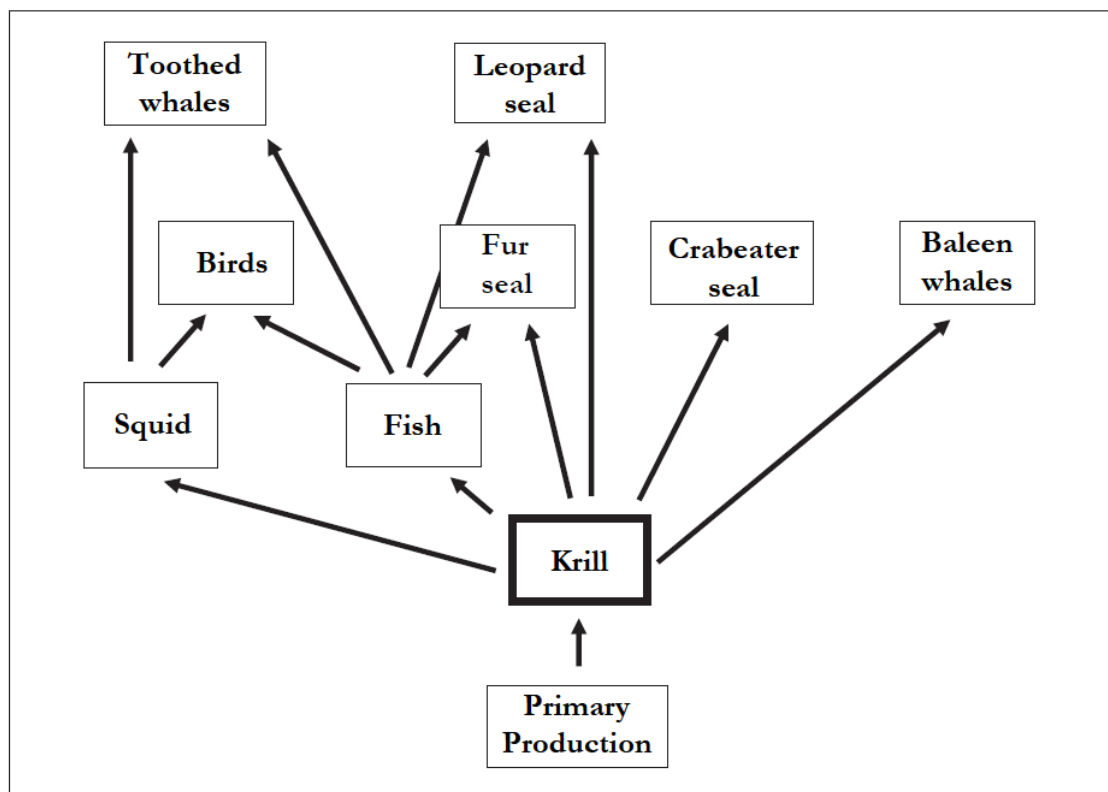 Toothed
whales
Leopard
seal
Birds
Fur
seal
Crabeater
seal
Baleen
whales
Squid
Fish
Krill
Primary
Production